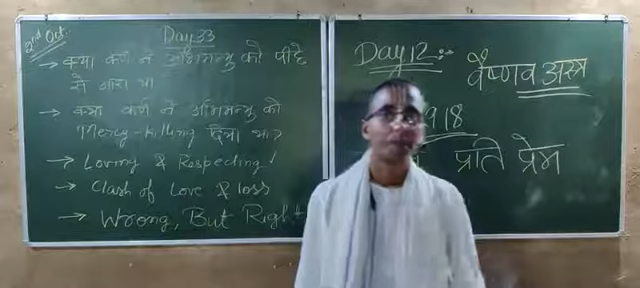 2nd Oct.
Day 33
→ क्या कर्ण ने अभिमन्यु को पीछे
से मारा था
→ क्या कर्ण ने अभिमन्यु को
"Mercy-Killing दिया था?
→ Loving & Respecting!
→ Clash of Love & loss
→ Wrong, But Right
Day 12 :-
वैष्णव अस्त्र
918
प्रति प्रेम